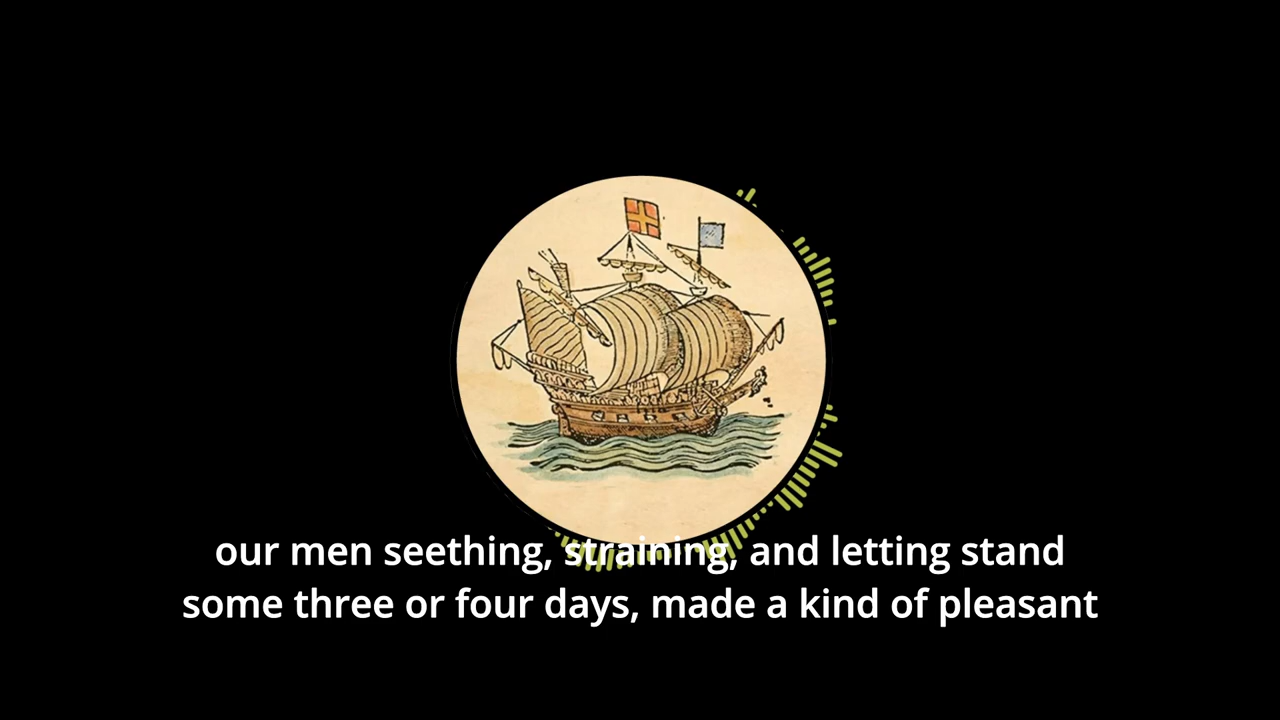 our men seething, straining, and letting stand
some three or four days, made a kind of pleasant